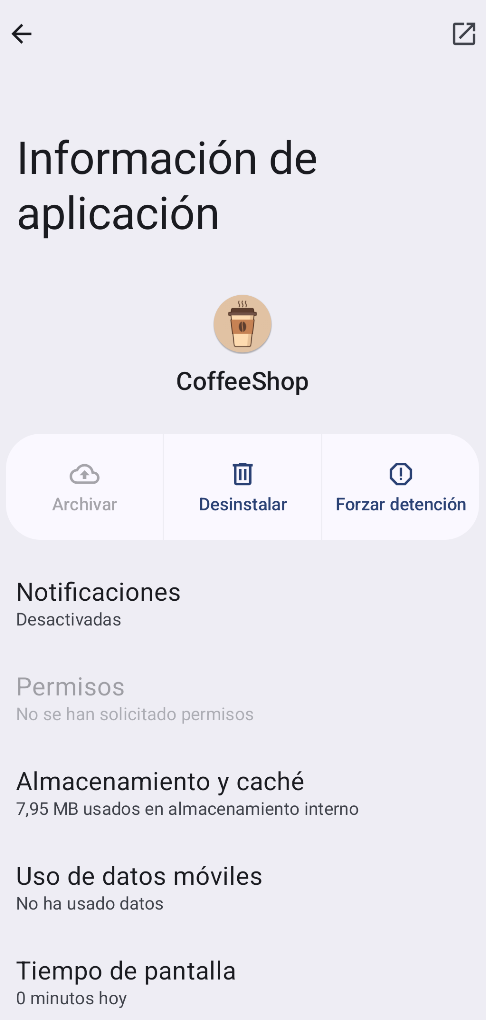 Información de
aplicación
CoffeeShop
Archivar
Desinstalar
Forzar detención
Notificaciones
Desactivadas
Permisos
No se han solicitado permisos
Almacenamiento y caché
7,95 MB usados en almacenamiento interno
Uso de datos móviles
No ha usado datos
Tiempo de pantalla
0 minutos hoy